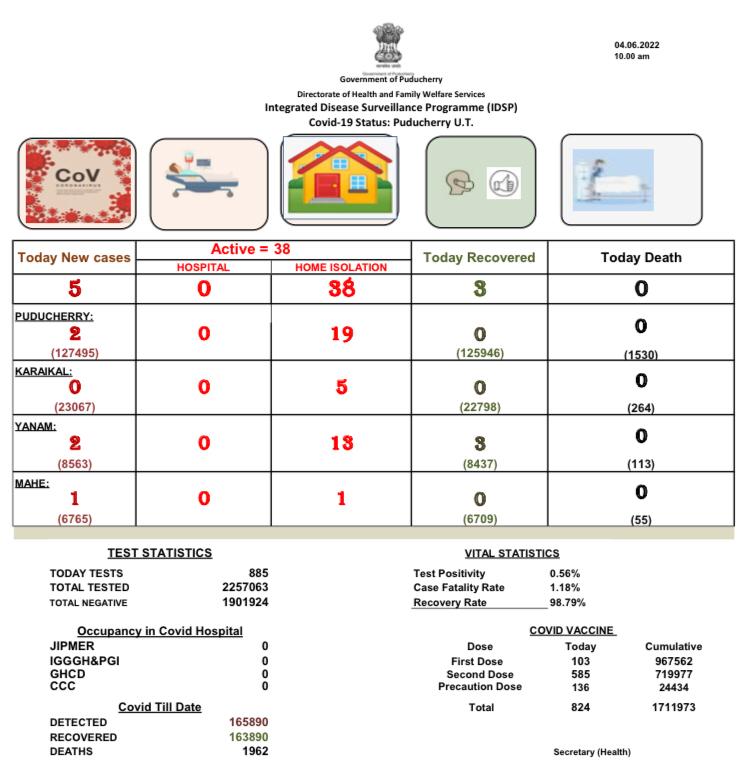 04.06.2022
10.00 am
Government of Puducherry
Government of Puducherry
Directorate of Health and Family Welfare Services
Integrated Disease Surveillance Programme (IDSP)
Covid-19 Status: Puducherry U.T.
CoV
CORONAVIRUS
Today New cases Active = 38 Today Recovered Today Death
HOSPITAL HOME ISOLATION
5 0 38 3 0
PUDUCHERRY:
2 0 19 0 0
(127495) (125946) (1530)
KARAIKAL:
0 0 5 0 0
(23067) (22798) (264)
YANAM:
2 0 13 3 0
(8563) (8437) (113)
MAHE:
1 0 1 0 0
(6765) (6709) (55)
TEST STATISTICS
TODAY TESTS 885
TOTAL TESTED 2257063
TOTAL NEGATIVE 1901924
VITAL STATISTICS
Test Positivity 0.56%
Case Fatality Rate 1.18%
Recovery Rate 98.79%
Occupancy in Covid Hospital
JIPMER 0
IGGGH&PGI 0
GHCD 0
CCC 0
COVID VACCINE
Dose Today Cumulative
First Dose 103 967562
Second Dose 585 719977
Precaution Dose 136 24434
Total 824 1711973
Covid Till Date
DETECTED 165890
RECOVERED 163890
DEATHS 1962
Secretary (Health)